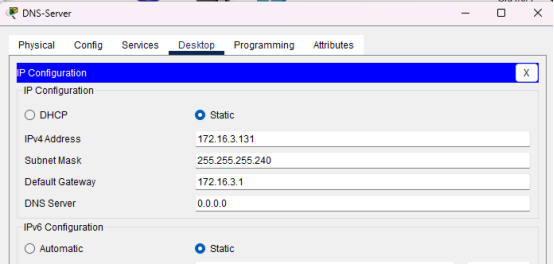 DNS-Server
Physical Config Services Desktop Programming Attributes
IP Configuration X
IP Configuration
DHCP Static
IPv4 Address 172.16.3.131
Subnet Mask 255.255.255.240
Default Gateway 172.16.3.1
DNS Server 0.0.0.0
IPv6 Configuration
Automatic Static